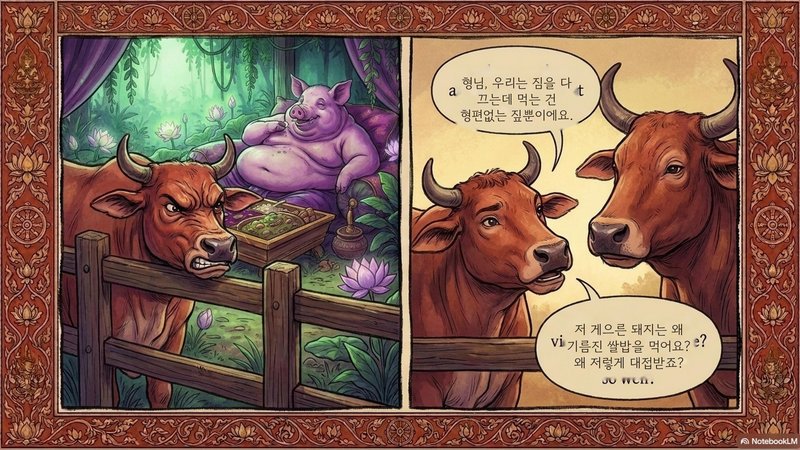 형님, 우리는 짐을 다
끄는데 먹는 건
형편없는 짚뿐이에요.
저 게으른 돼지는 왜
기름진 쌀밥을 먹어요?
왜 저렇게 대접받죠?
NotebookLM